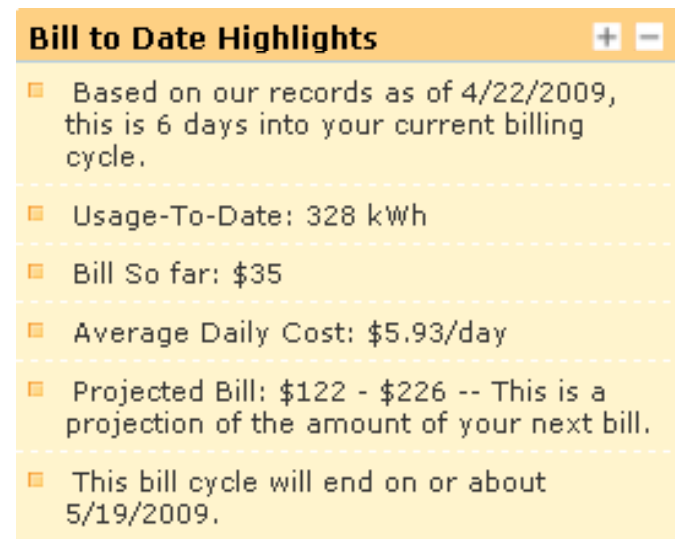 Bill to Date Highlights
Based on our records as of 4/22/2009,
this is 6 days into your current billing
cycle.
Usage-To-Date: 328 kWh
Bill So far: $35
Average Daily Cost: $5.93/day
Projected Bill: $122 - $226 -- This is a
projection of the amount of your next bill.
This bill cycle will end on or about
5/19/2009.